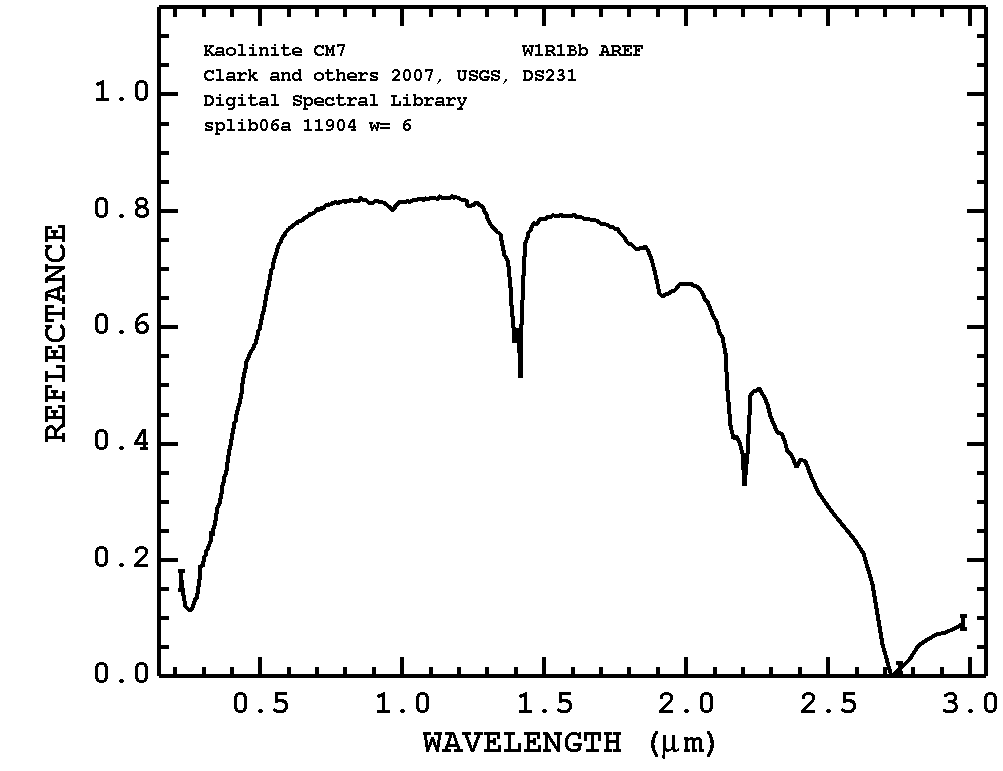 Kaolinite CM7 W1R1Bb AREF
Clark and others 2007, USGS, DS231
Digital Spectral Library
splib06a 11904 w= 6
1.0
0.8
0.6
0.4
0.2
0.0
REFLECTANCE
0.5 1.0 1.5 2.0 2.5 3.0
WAVELENGTH (μm)